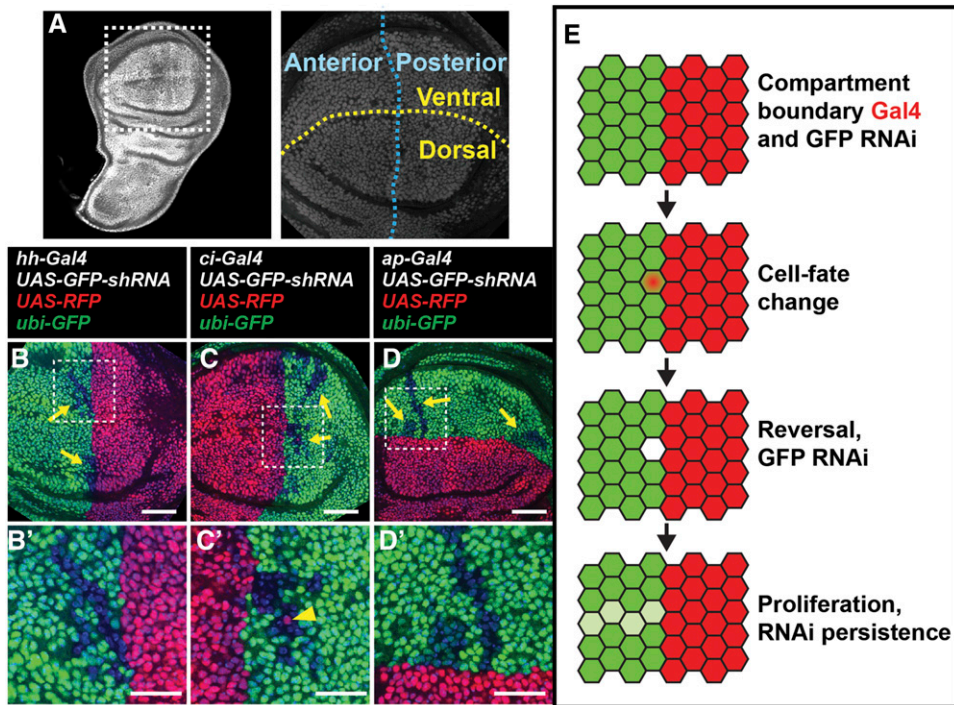 A
Anterior Posterior
Ventral
Dorsal
hh-Gal4
UAS-GFP-shRNA
UAS-RFP
ubi-GFP
ci-Gal4
UAS-GFP-shRNA
UAS-RFP
ubi-GFP
ap-Gal4
UAS-GFP-shRNA
UAS-RFP
ubi-GFP
B
C
D
B'
C'
D'
E
Compartment
boundary Gal4
and GFP RNAi
Cell-fate
change
Reversal,
GFP RNAi
Proliferation,
RNAi persistence